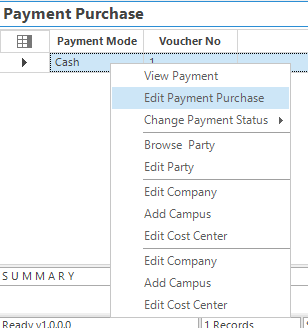 Payment Purchase
Payment Mode Voucher No
Cash 1
View Payment
Edit Payment Purchase
Change Payment Status
Browse Party
Edit Party
Edit Company
Add Campus
Edit Cost Center
Edit Company
Add Campus
Edit Cost Center
SUMMARY
Ready v1.0.0.0 1 Records